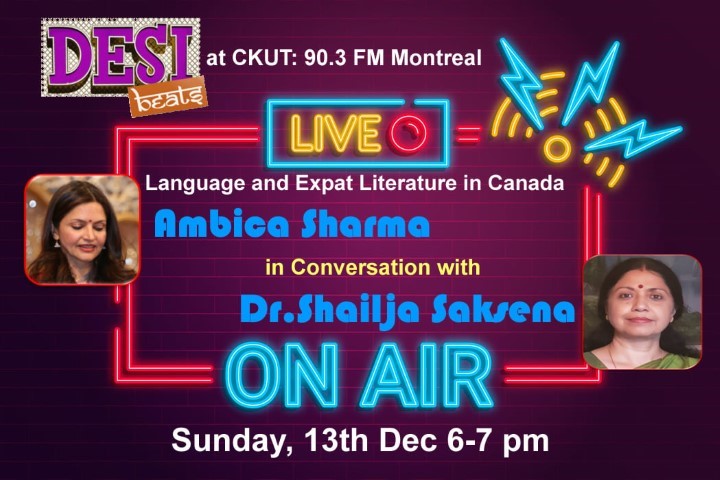 DESI
beats
at CKUT: 90.3 FM Montreal
LIVE
Language and Expat Literature in Canada
Ambica Sharma
in Conversation with
Dr.Shailja Saksena
ON AIR
Sunday, 13th Dec 6-7 pm